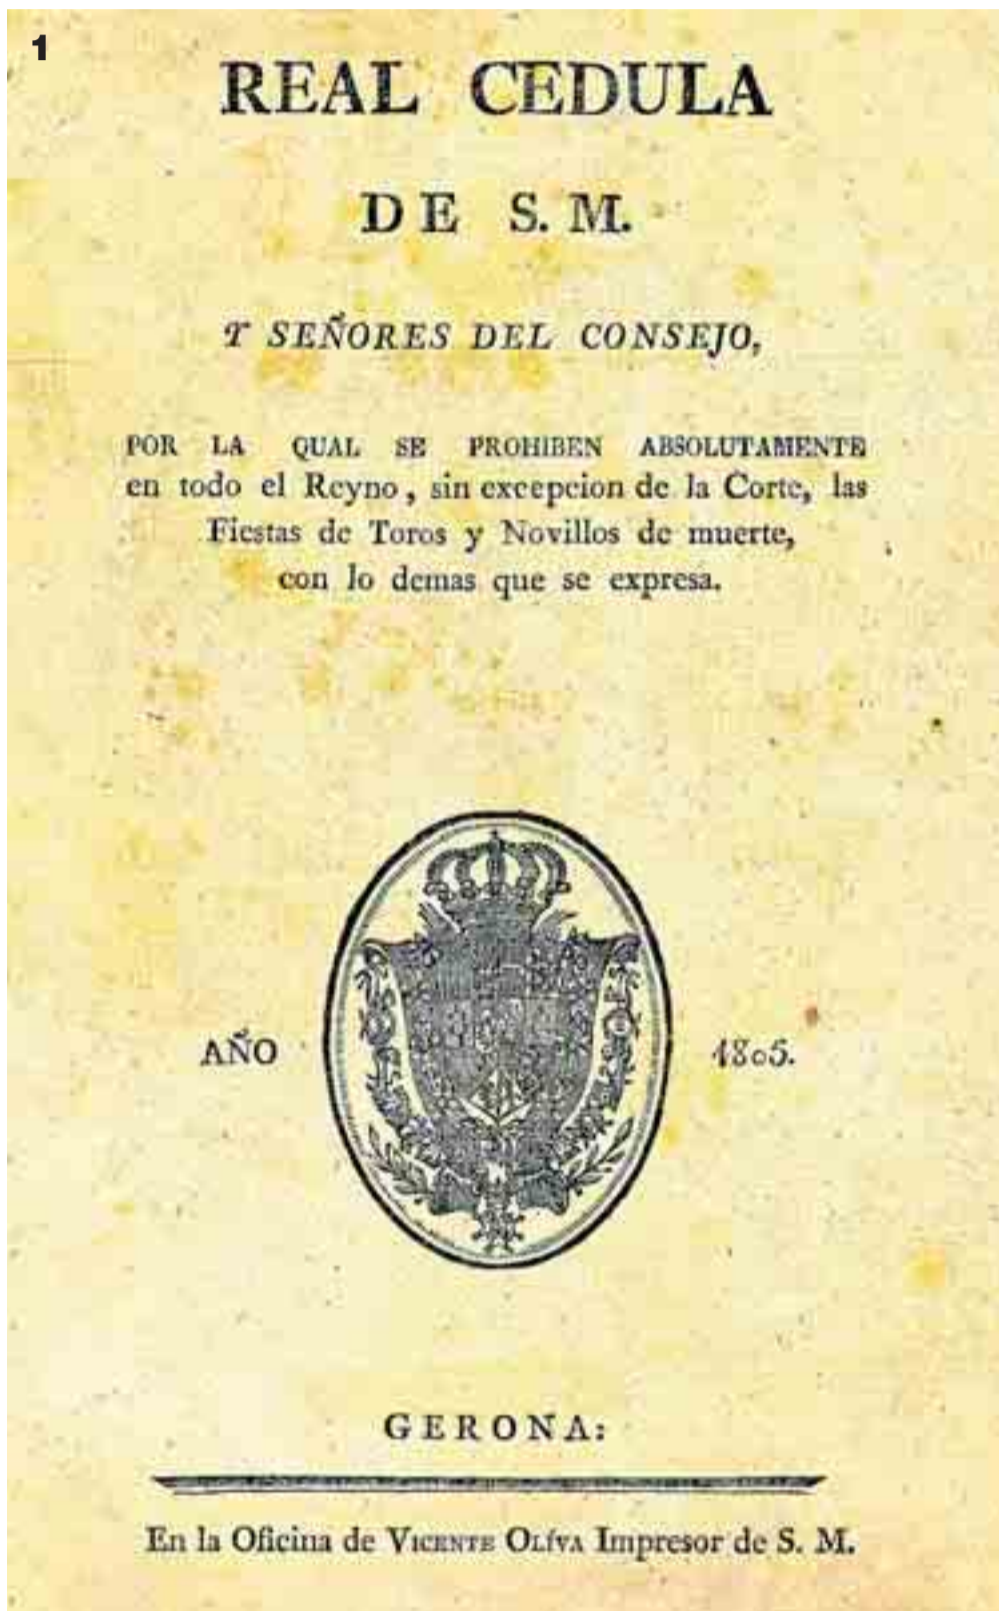 1
REAL CEDULA
DE S. M.
Y SEÑORES DEL CONSEJO,
POR LA QUAL SE PROHIBEN ABSOLUTAMENTE
en todo el Reyno, sin excepcion de la Corte, las
Fiestas de Toros y Novillos de muerte,
con lo demas que se expresa.
AÑO 1805.
GERONA:
En la Oficina de VICENTE OLÍVA Impresor de S. M.